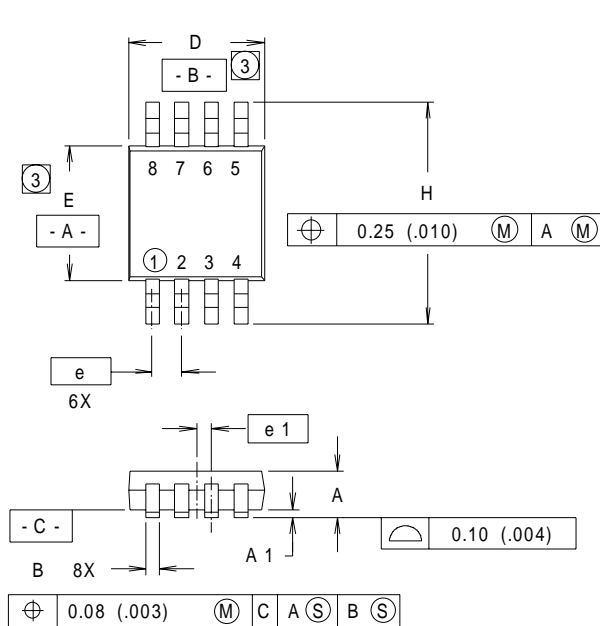 D
- B - 3
8 7 6 5
3
E
H
- A -
0.25 (.010) M A M
1 2 3 4
e
6X
e 1
A
- C -
A 1
0.10 (.004)
B 8X
0.08 (.003) M C A S B S